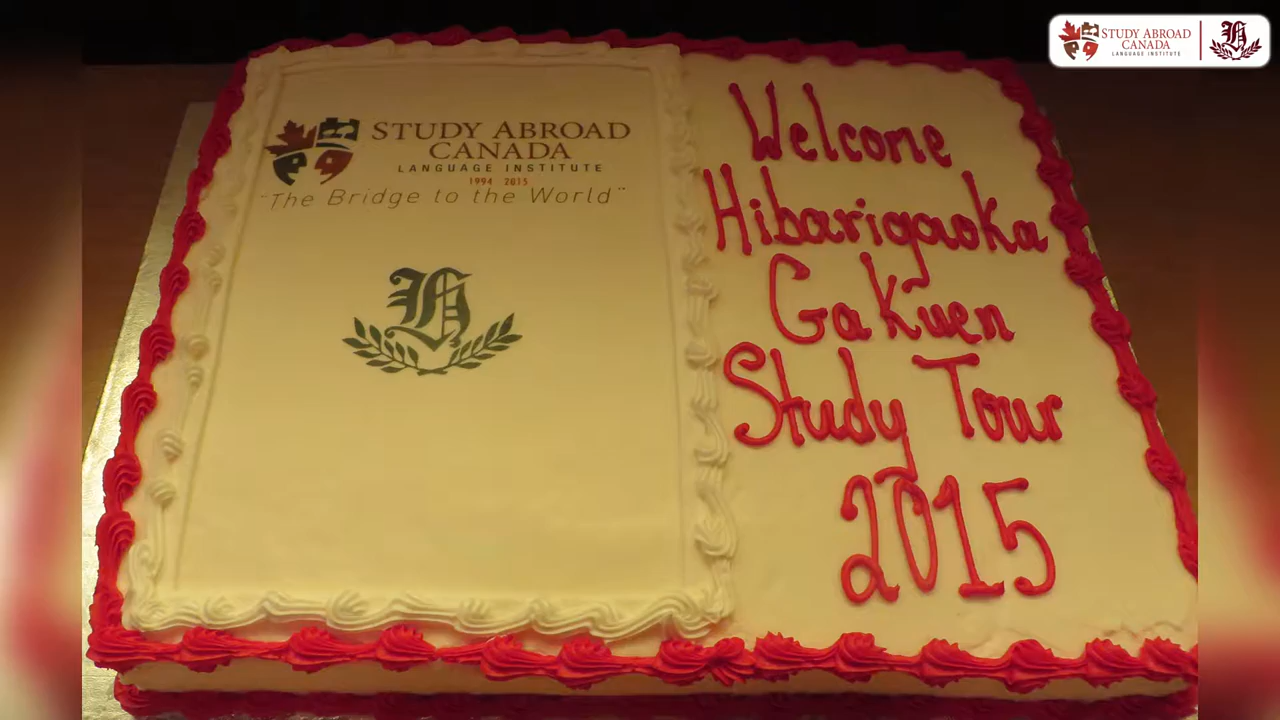 STUDY ABROAD
CANADA
LANGUAGE INSTITUTE
H
STUDY ABROAD
CANADA
LANGUAGE INSTITUTE
1994 2015
"The Bridge to the World"
H
Welcome
Hibarigaoka
Gakuen
Study Tour
2015